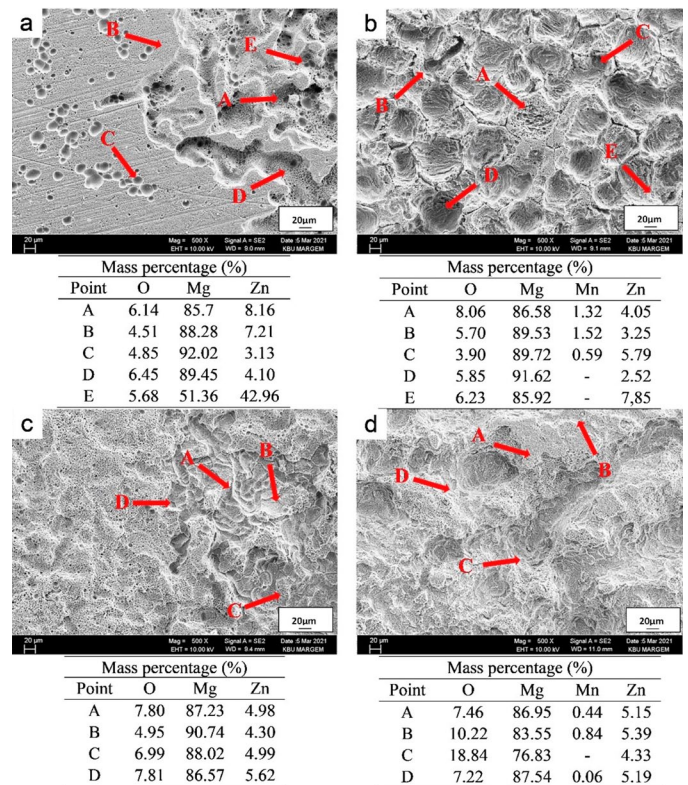 a
B
E
A
C
D
20µm
20 µm
Mag = 500 X
Signal A = SE2
Date :5 Mar 2021
EHT = 10.00 kV
WD = 9.0 mm
KBU MARGEM
Mass percentage (%)
Point O Mg Zn
A 6.14 85.7 8.16
B 4.51 88.28 7.21
C 4.85 92.02 3.13
D 6.45 89.45 4.10
E 5.68 51.36 42.96
b
C
A
B
E
D
20µm
20 µm
Mag = 500 X
Signal A = SE2
Date :5 Mar 2021
EHT = 10.00 kV
WD = 9.1 mm
KBU MARGEM
Mass percentage (%)
Point O Mg Mn Zn
A 8.06 86.58 1.32 4.05
B 5.70 89.53 1.52 3.25
C 3.90 89.72 0.59 5.79
D 5.85 91.62 - 2.52
E 6.23 85.92 - 7,85
c
A
B
D
C
20µm
20 µm
Mag = 500 X
Signal A = SE2
Date :5 Mar 2021
EHT = 10.00 kV
WD = 9.4 mm
KBU MARGEM
Mass percentage (%)
Point O Mg Zn
A 7.80 87.23 4.98
B 4.95 90.74 4.30
C 6.99 88.02 4.99
D 7.81 86.57 5.62
d
A
B
D
C
20µm
20 µm
Mag = 500 X
Signal A = SE2
Date :5 Mar 2021
EHT = 10.00 kV
WD = 11.0 mm
KBU MARGEM
Mass percentage (%)
Point O Mg Mn Zn
A 7.46 86.95 0.44 5.15
B 10.22 83.55 0.84 5.39
C 18.84 76.83 - 4.33
D 7.22 87.54 0.06 5.19